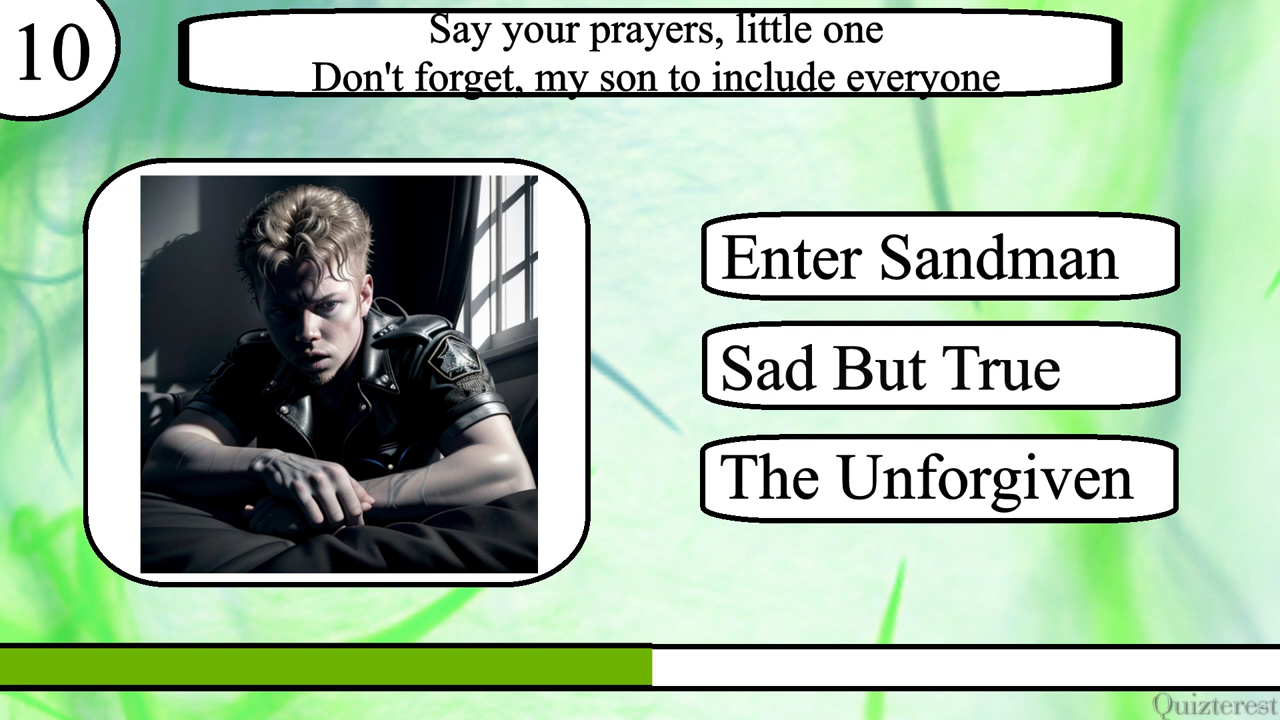 10
Say your prayers, little one
Don't forget, my son to include everyone
Enter Sandman
Sad But True
The Unforgiven
Quizterest